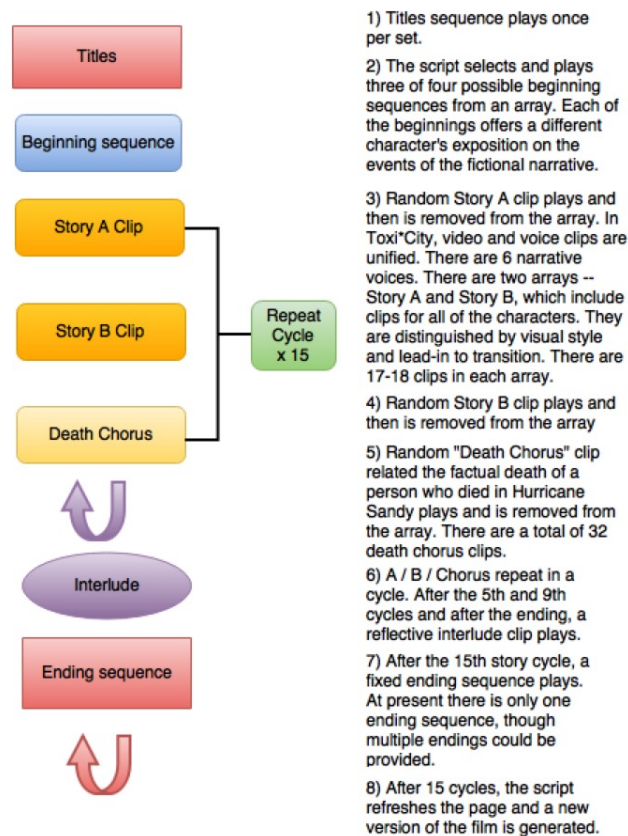 Titles
Beginning sequence
Story A Clip
Story B Clip
Death Chorus
Repeat
Cycle
x 15
Interlude
Ending sequence
1) Titles sequence plays once
per set.
2) The script selects and plays
three of four possible beginning
sequences from an array. Each of
the beginnings offers a different
character's exposition on the
events of the fictional narrative.
3) Random Story A clip plays and
then is removed from the array. In
Toxi*City, video and voice clips are
unified. There are 6 narrative
voices. There are two arrays --
Story A and Story B, which include
clips for all of the characters. They
are distinguished by visual style
and lead-in to transition. There are
17-18 clips in each array.
4) Random Story B clip plays and
then is removed from the array
5) Random "Death Chorus" clip
related the factual death of a
person who died in Hurricane
Sandy plays and is removed from
the array. There are a total of 32
death chorus clips.
6) A / B / Chorus repeat in a
cycle. After the 5th and 9th
cycles and after the ending, a
reflective interlude clip plays.
7) After the 15th story cycle, a
fixed ending sequence plays.
At present there is only one
ending sequence, though
multiple endings could be
provided.
8) After 15 cycles, the script
refreshes the page and a new
version of the film is generated.